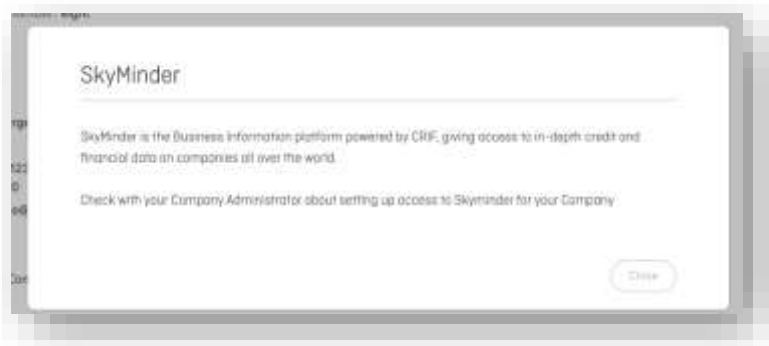 SkyMinder
SkyMinder is the Business Information platform powered by CRIF, giving access to in-depth credit and
financial data on companies all over the world.
Check with your Company Administrator about setting up access to Skyminder for your Company
Close